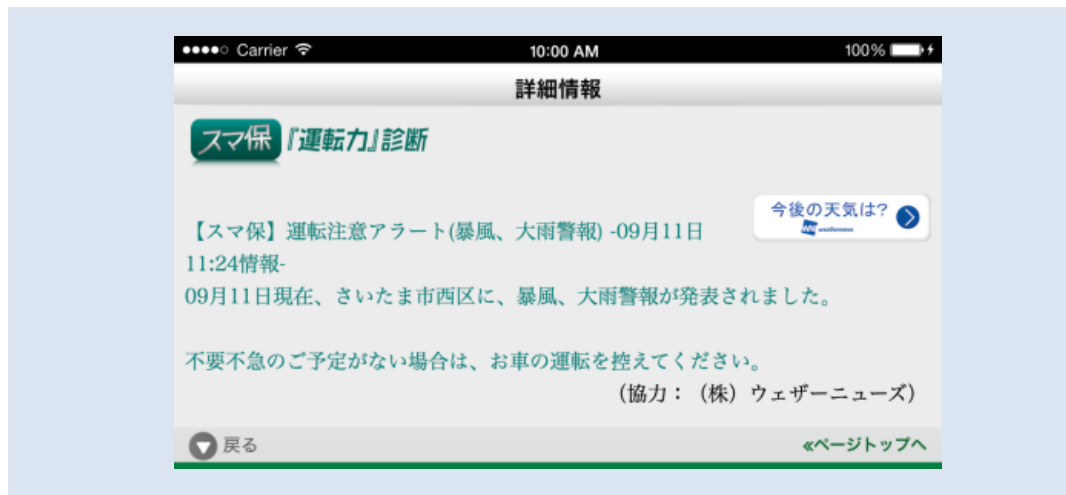 ●●●●○ Carrier 10:00 AM 100%
詳細情報
スマ保『運転力』診断
今後の天気は?
weathernews
【スマ保】運転注意アラート(暴風、大雨警報) -09月11日
11:24情報-
09月11日現在、さいたま市西区に、暴風、大雨警報が発表されました。
不要不急のご予定がない場合は、お車の運転を控えてください。
(協力:(株)ウェザーニューズ)
戻る «ページトップへ